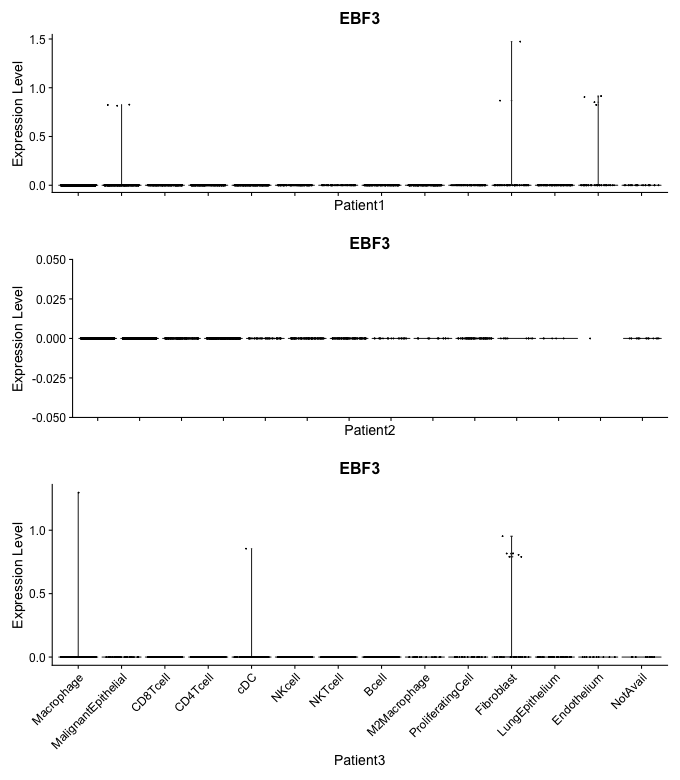 EBF3
Expression Level
1.5
1.0
0.5
0.0
Patient1
EBF3
Expression Level
0.050
0.025
0.000
-0.025
-0.050
Patient2
EBF3
Expression Level
1.0
0.5
0.0
Macrophage
MalignantEpithelial
CD8Tcell
CD4Tcell
cDC
NKcell
NKTcell
Bcell
M2Macrophage
ProliferatingCell
Fibroblast
LungEpithelium
Endothelium
NotAvail
Patient3